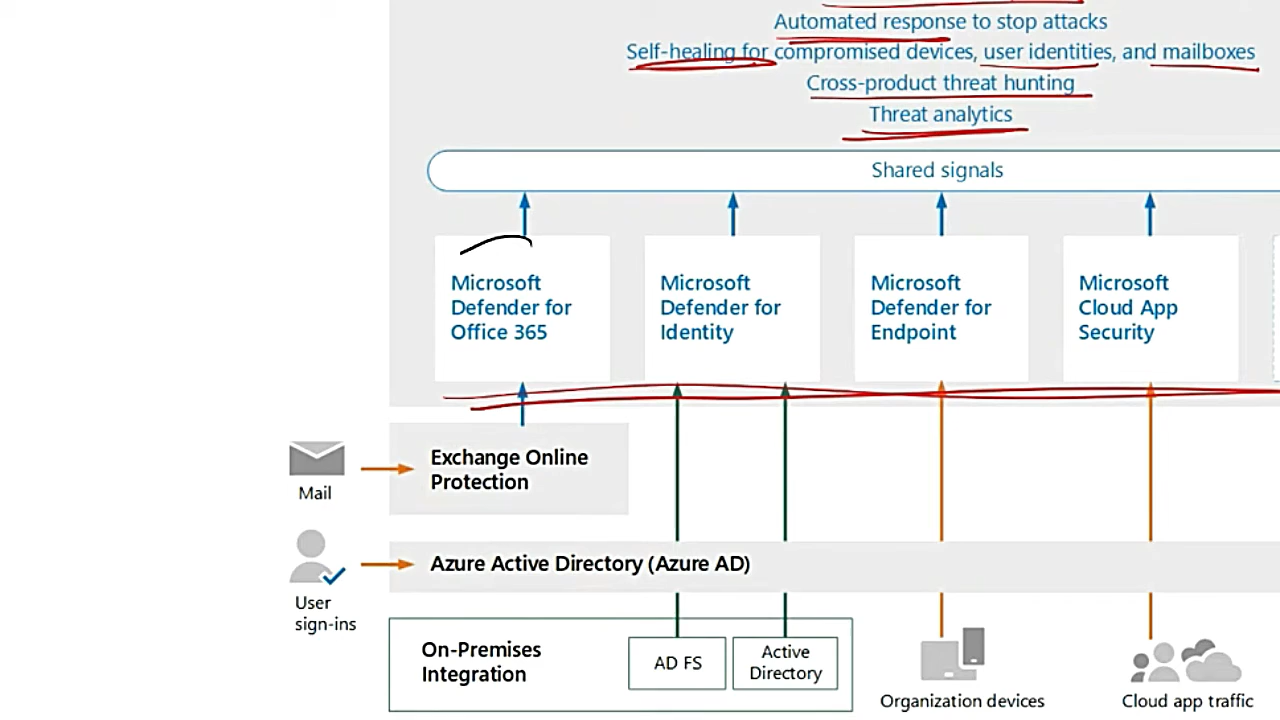 Automated response to stop attacks
Self-healing for compromised devices, user identities, and mailboxes
Cross-product threat hunting
Threat analytics
Shared signals
Microsoft
Defender for
Office 365
Microsoft
Defender for
Identity
Microsoft
Defender for
Endpoint
Microsoft
Cloud App
Security
Mail
Exchange Online
Protection
User
sign-ins
Azure Active Directory (Azure AD)
On-Premises
Integration
AD FS
Active
Directory
Organization devices
Cloud app traffic